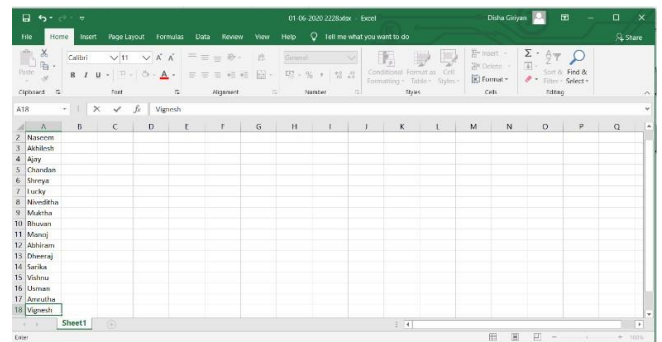 01-06-2020 2228.xlsx - Excel
Disha Giriyan
File Home Insert Page Layout Formulas Data Review View Help Tell me what you want to do Share
Paste
Calibri 11 A A
B I U A
General
% ,
Conditional Formatting Format as Table Cell Styles
Insert
Delete
Format
Sort & Filter Find & Select
Clipboard Font Alignment Number Styles Cells Editing
A18 fx Vignesh
A B C D E F G H I J K L M N O P Q
2 Naseem
3 Akhilesh
4 Ajay
5 Chandan
6 Shreya
7 Lucky
8 Niveditha
9 Muktha
10 Bhuvan
11 Manoj
12 Abhiram
13 Dheeraj
14 Sarika
15 Vishnu
16 Usman
17 Amrutha
18 Vignesh
Sheet1
Enter
100%